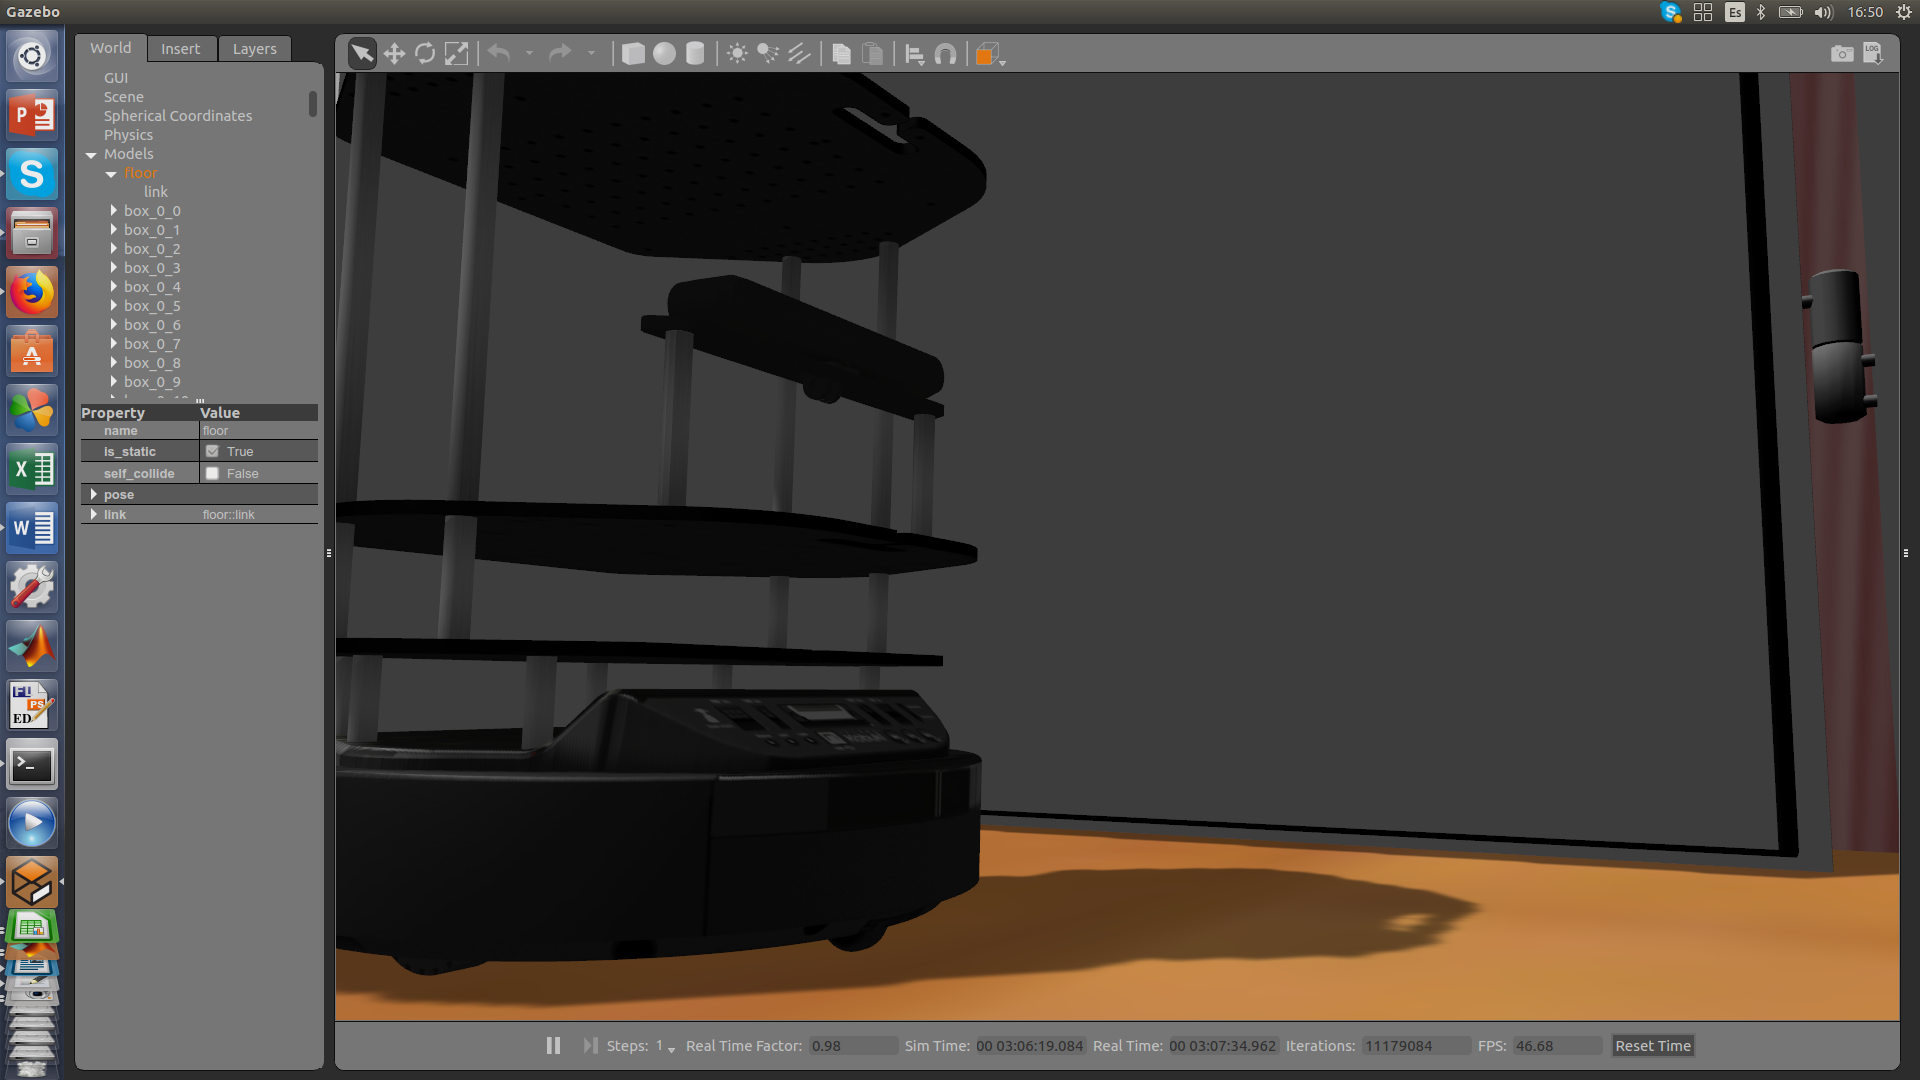 Gazebo
Es
16:50
World
Insert
Layers
LOG
GUI
Scene
Spherical Coordinates
Physics
Models
floor
link
box_0_0
box_0_1
box_0_2
box_0_3
box_0_4
box_0_5
box_0_6
box_0_7
box_0_8
box_0_9
Property Value
name floor
is_static True
self_collide False
pose
link floor::link
Steps: 1 Real Time Factor: 0.98 Sim Time: 00 03:06:19.084 Real Time: 00 03:07:34.962 Iterations: 11179084 FPS: 46.68 Reset Time